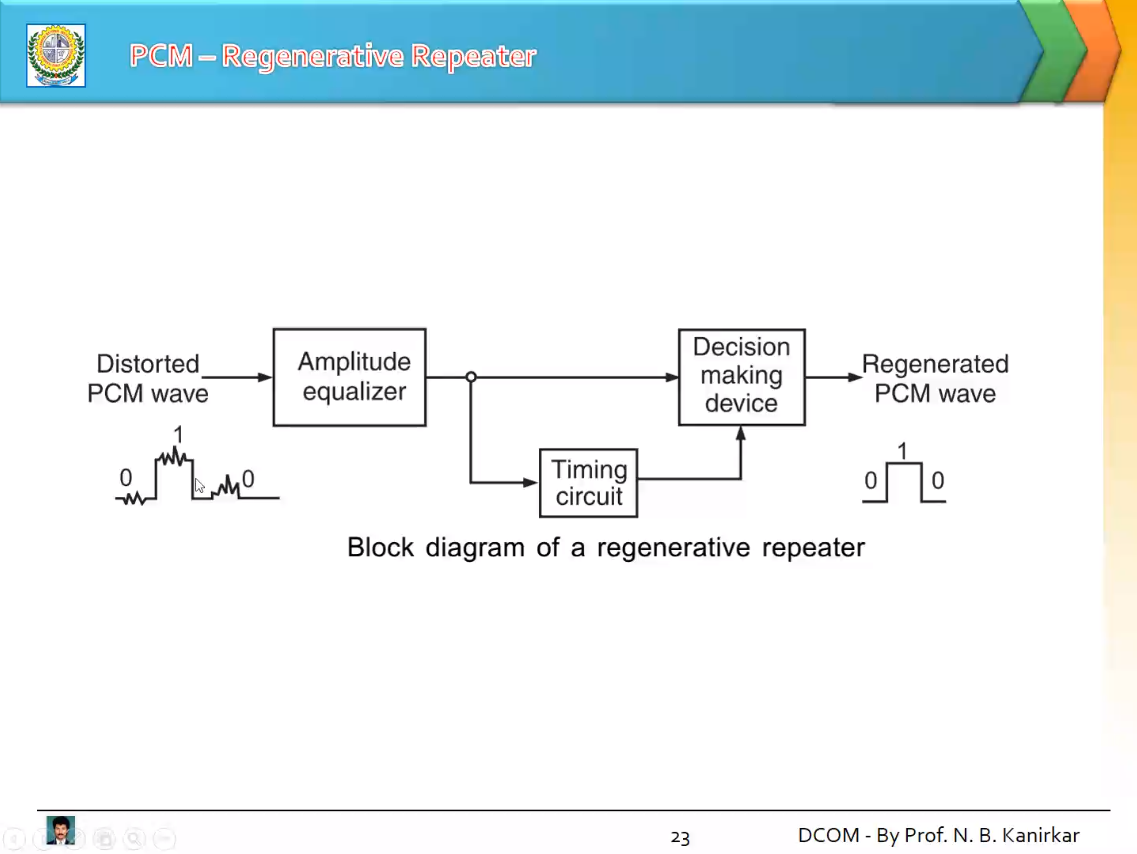 PCM – Regenerative Repeater
Distorted
PCM wave
Amplitude
equalizer
Decision
making
device
Regenerated
PCM wave
Timing
circuit
0
1
0
0
1
0
Block diagram of a regenerative repeater
23
DCOM - By Prof. N. B. Kanirkar